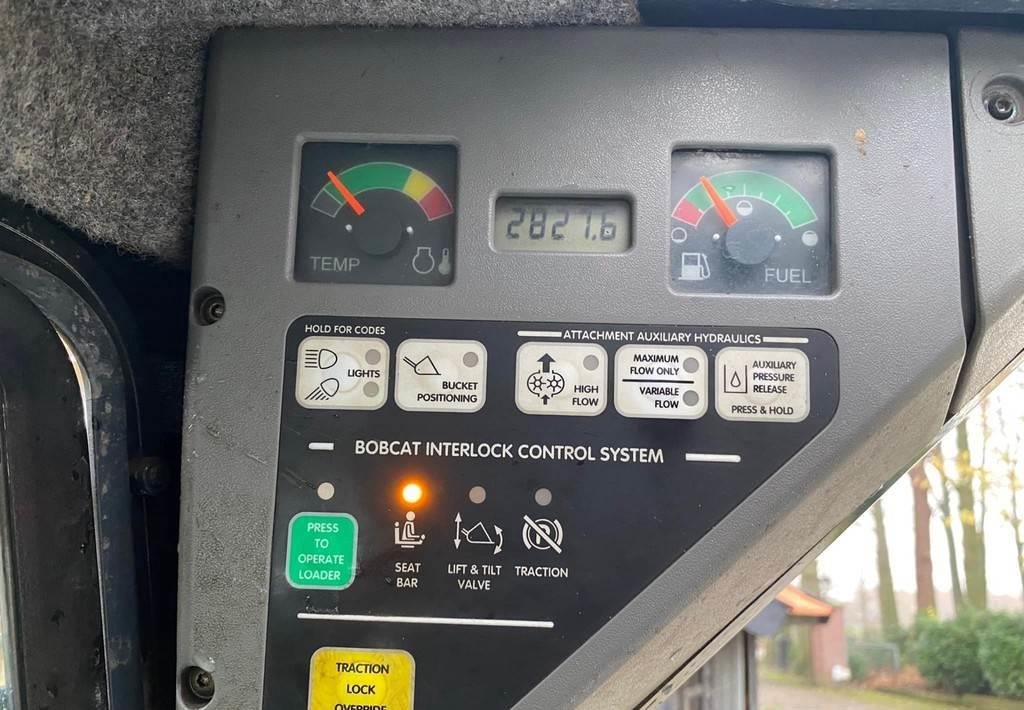 2827.6
TEMP
FUEL
HOLD FOR CODES
ATTACHMENT AUXILIARY HYDRAULICS
LIGHTS
BUCKET
POSITIONING
HIGH
FLOW
MAXIMUM
FLOW ONLY
VARIABLE
FLOW
AUXILIARY
PRESSURE
RELEASE
PRESS & HOLD
BOBCAT INTERLOCK CONTROL SYSTEM
PRESS
TO
OPERATE
LOADER
SEAT
BAR
LIFT & TILT
VALVE
TRACTION
TRACTION
LOCK
OVERRIDE